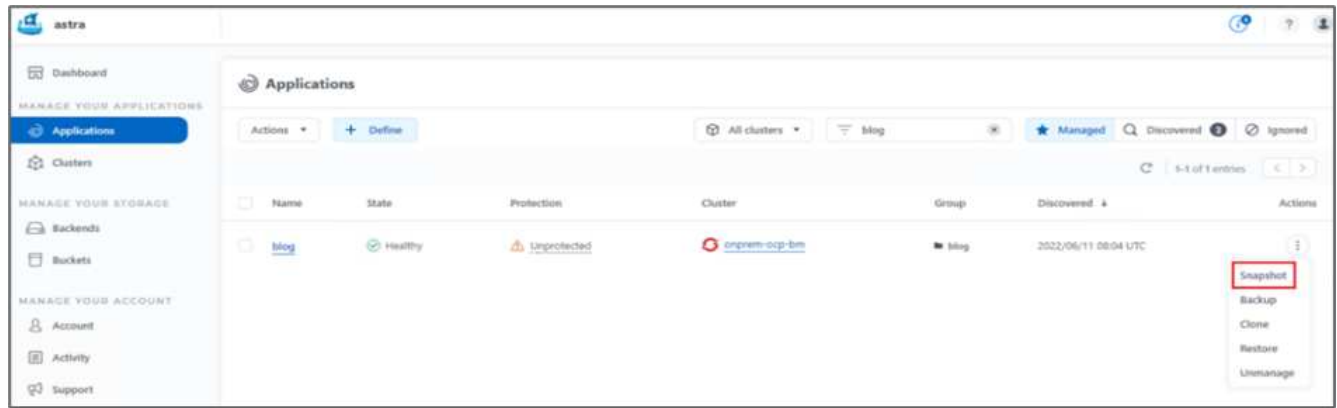 astra
?
Dashboard
MANAGE YOUR APPLICATIONS
Applications
Clusters
MANAGE YOUR STORAGE
Backends
Buckets
MANAGE YOUR ACCOUNT
Account
Activity
Support
Applications
Actions + Define All clusters blog Managed Discovered 3 Ignored
1-1 of 1 entries < >
Name State Protection Cluster Group Discovered Actions
blog Healthy Unprotected onprem-ocp-bm blog 2022/06/11 08:04 UTC
Snapshot
Backup
Clone
Restore
Unmanage